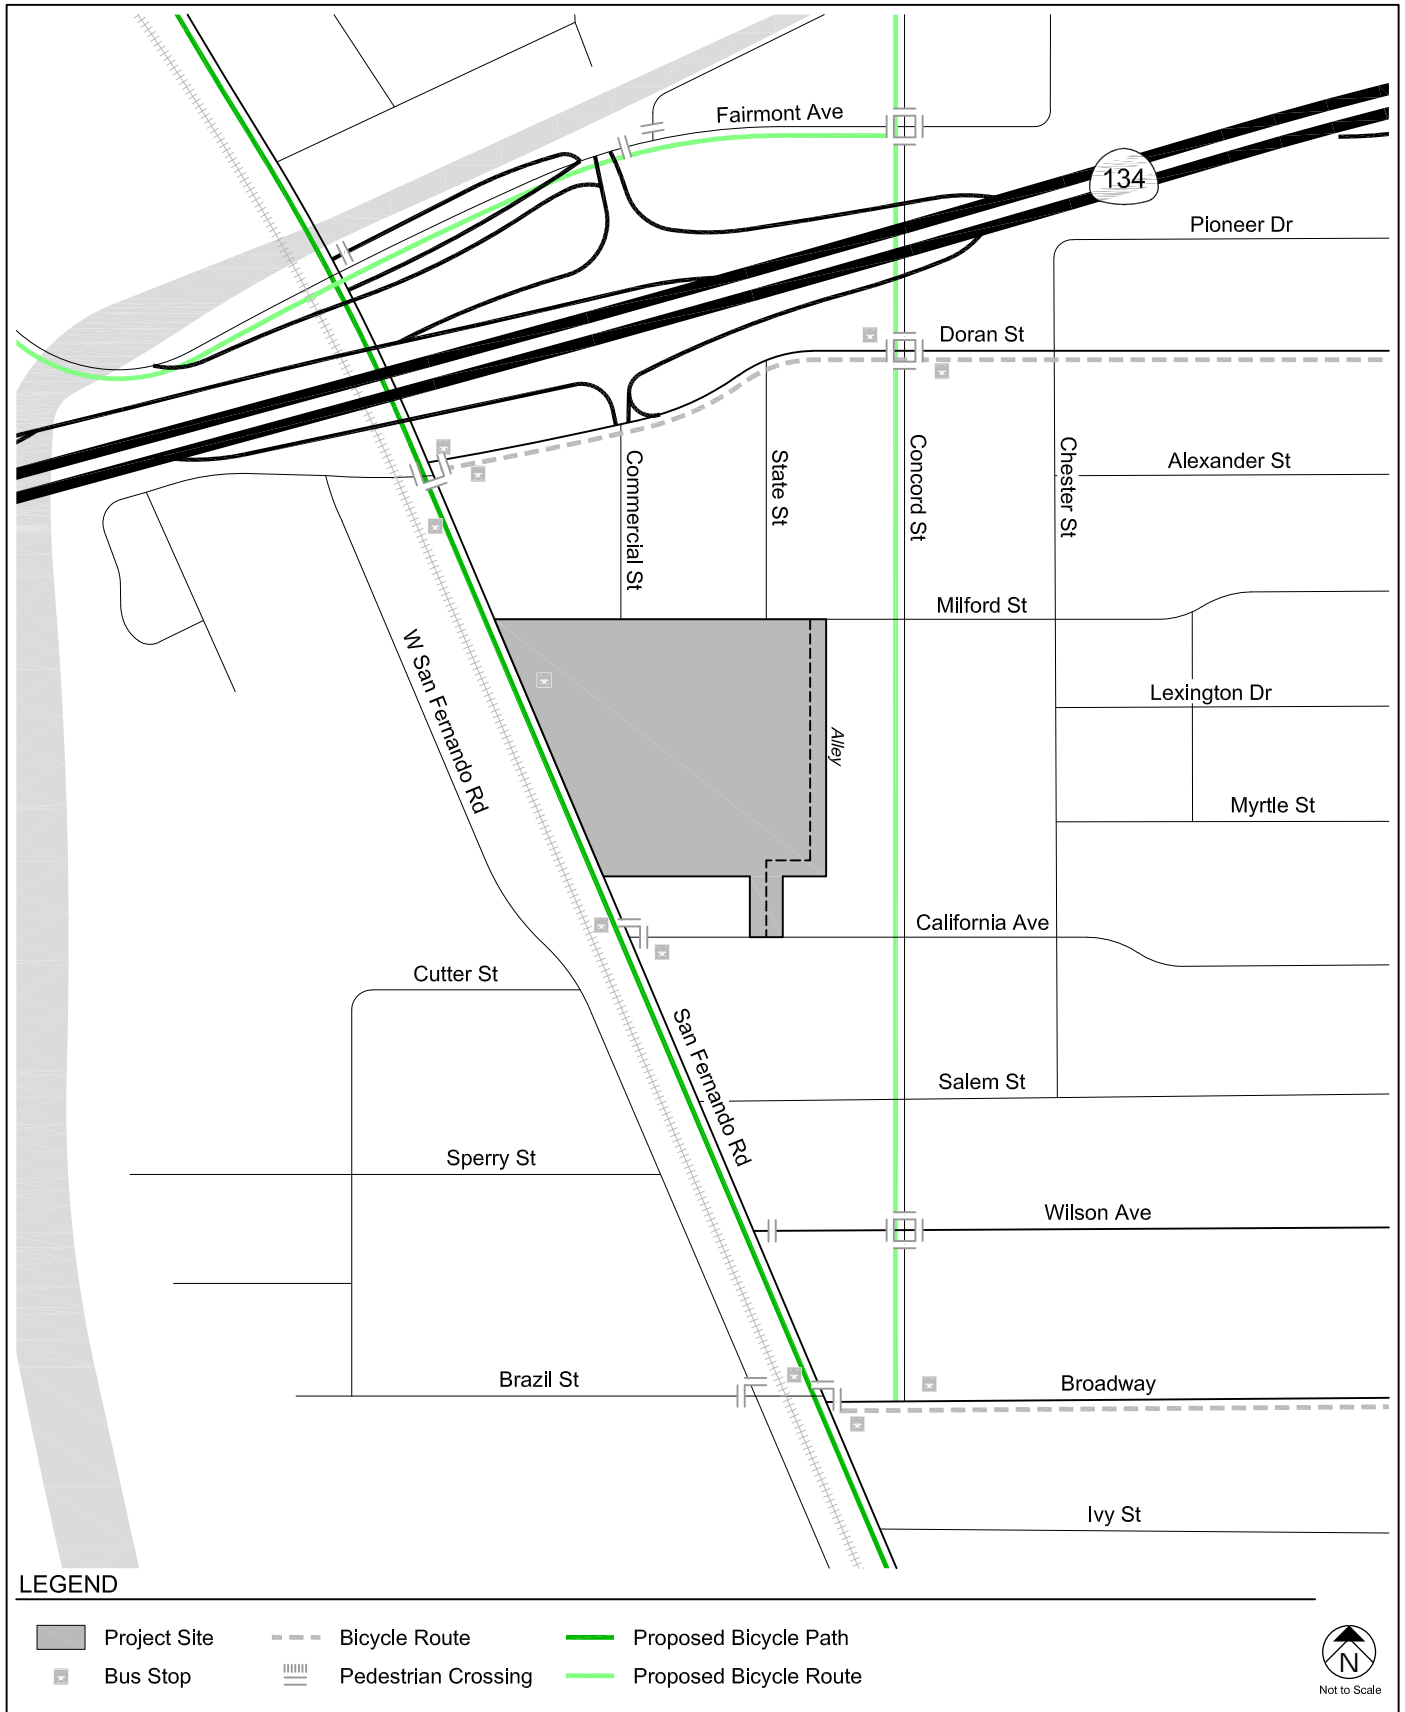 Fairmont Ave
134
Pioneer Dr
Doran St
Commercial St
State St
Concord St
Chester St
Alexander St
Milford St
W San Fernando Rd
Lexington Dr
Alley
Myrtle St
California Ave
Cutter St
San Fernando Rd
Salem St
Sperry St
Wilson Ave
Brazil St
Broadway
Ivy St
LEGEND
Project Site
Bicycle Route
Proposed Bicycle Path
Bus Stop
Pedestrian Crossing
Proposed Bicycle Route
N
Not to Scale